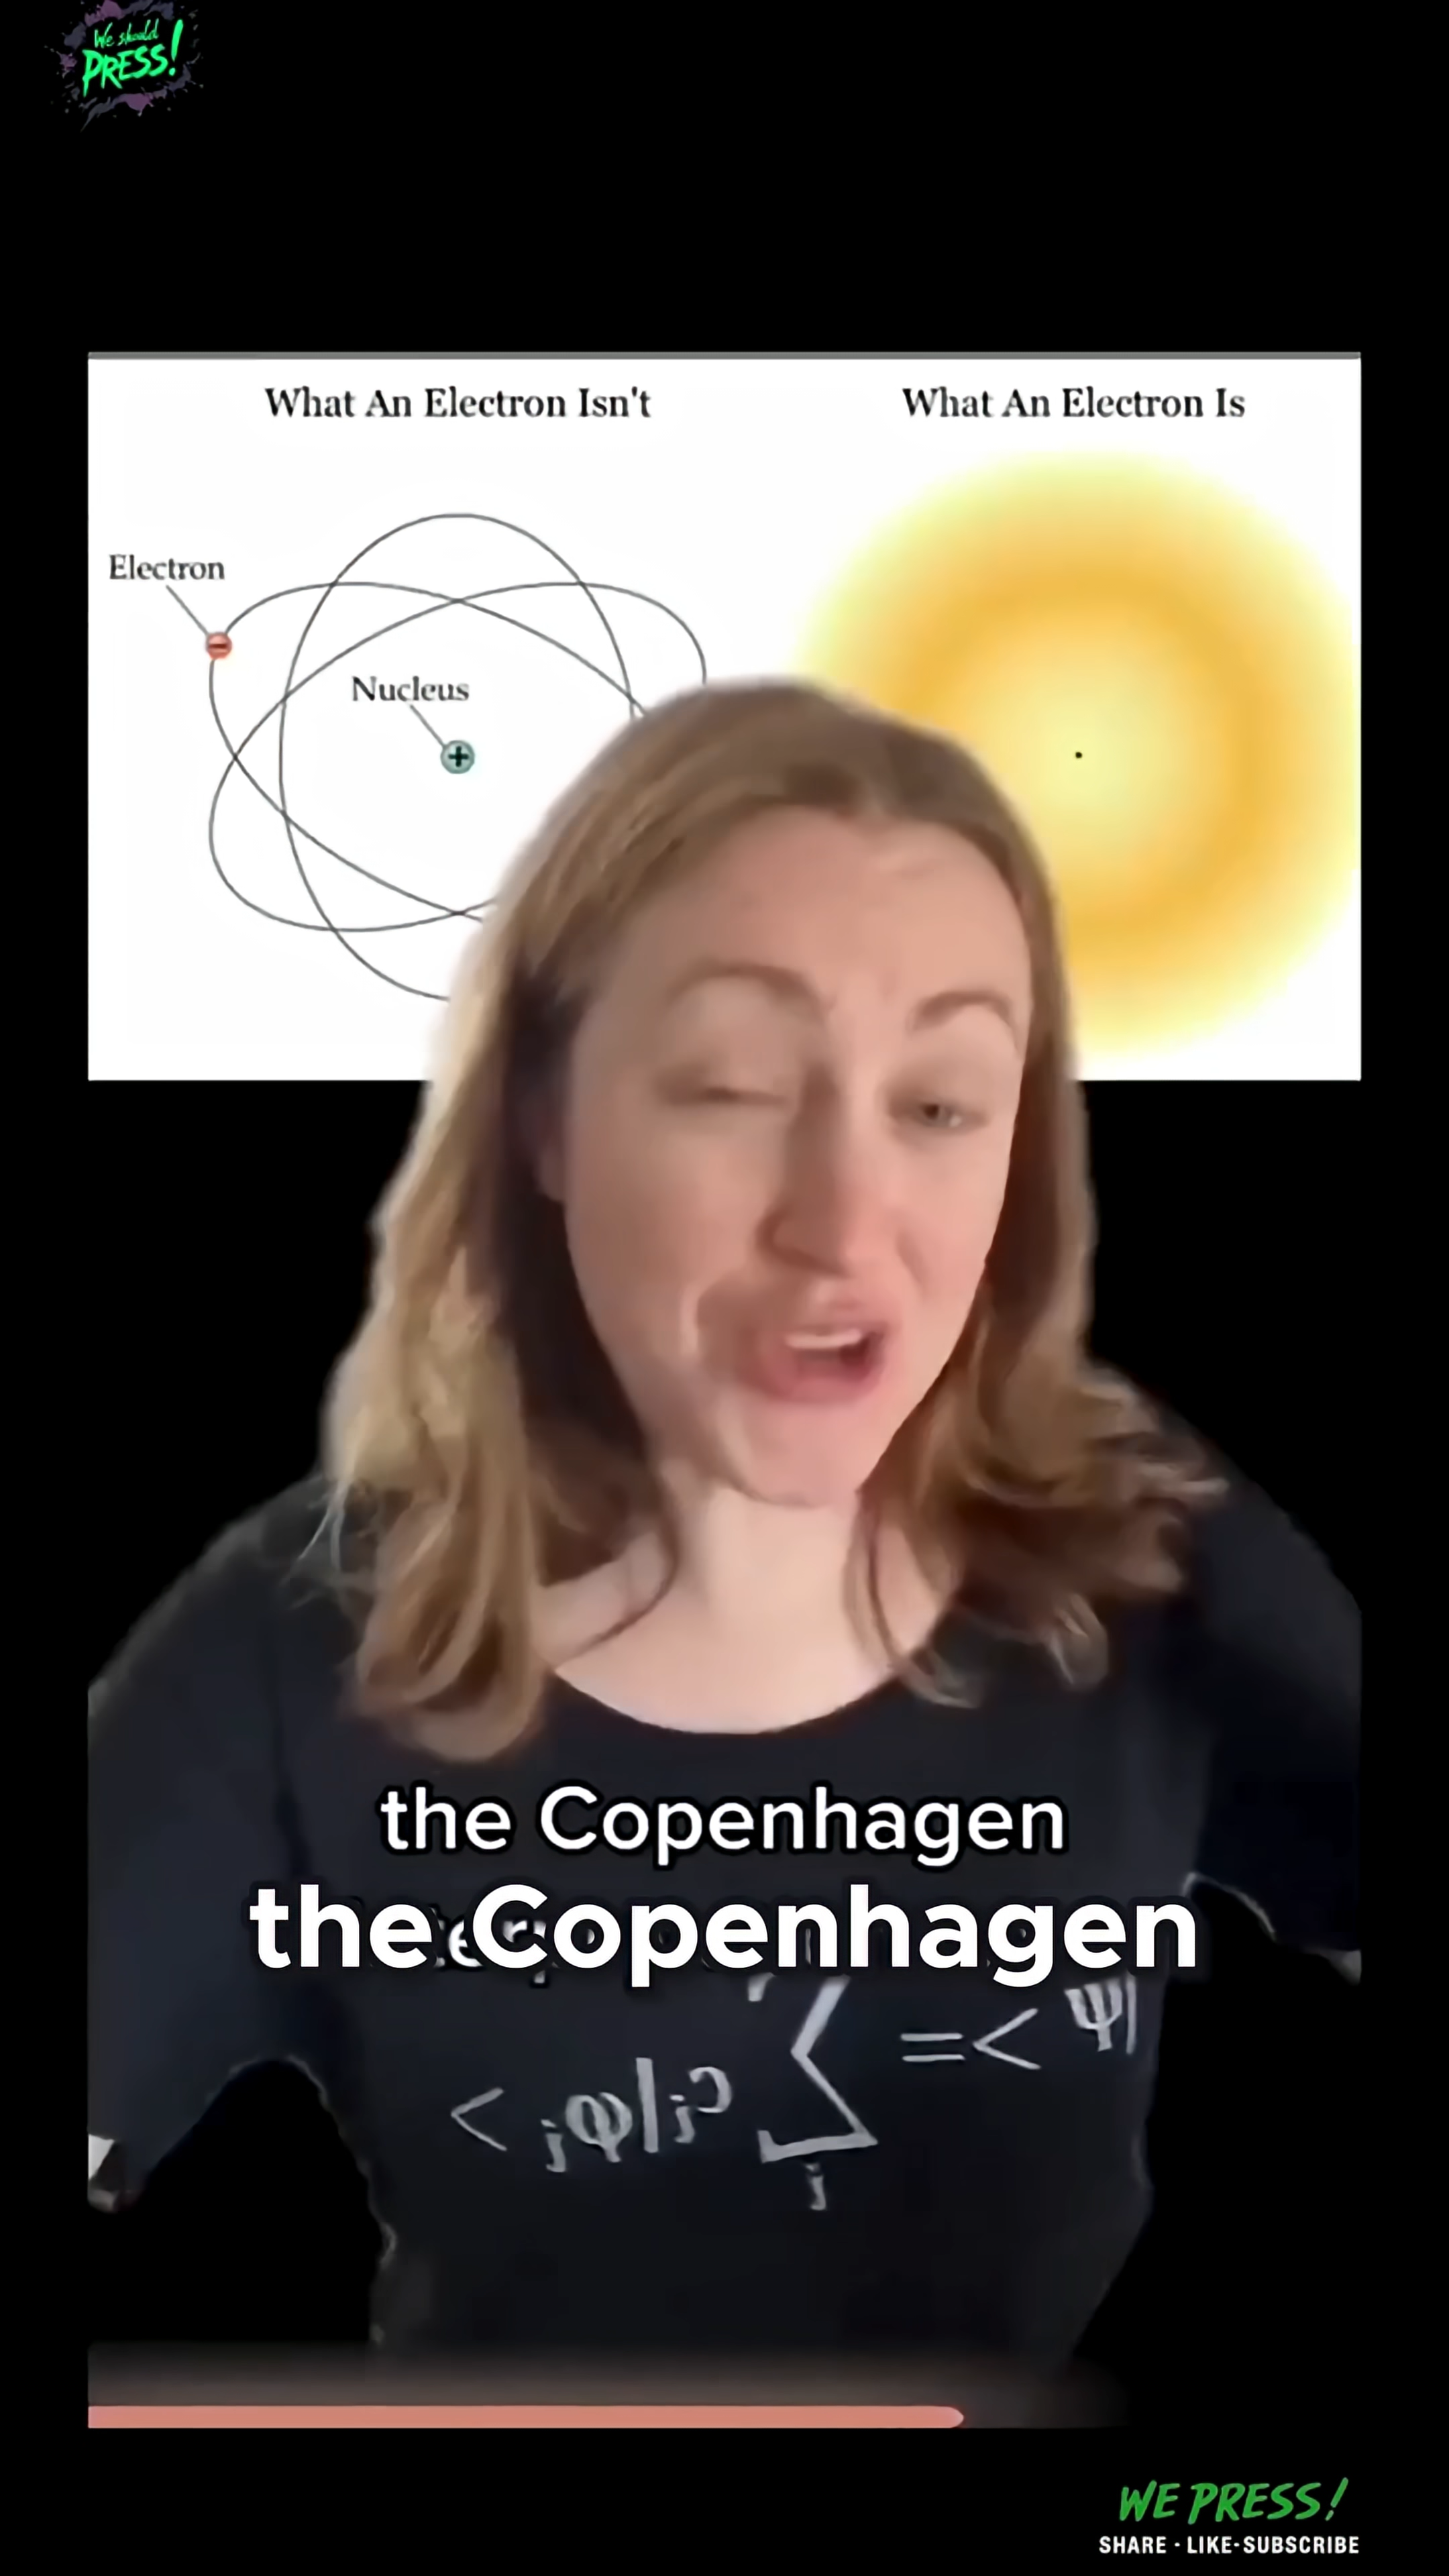 We should
PRESS!
What An Electron Isn't
What An Electron Is
Electron
Nucleus
+
the Copenhagen
the Copenhagen
WE PRESS!
SHARE - LIKE-SUBSCRIBE